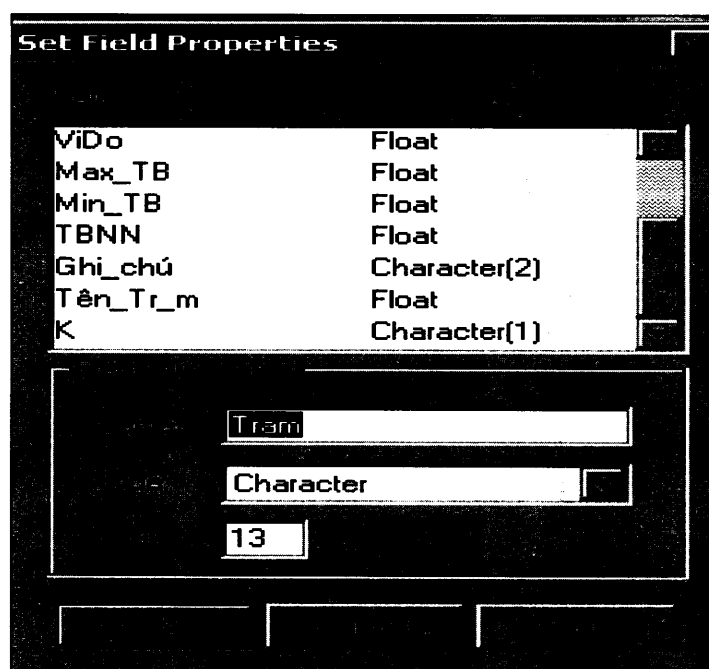 Set Field Properties
ViDo Float
Max_TB Float
Min_TB Float
TBNN Float
Ghi_chú Character(2)
Tên_Tr_m Float
K Character(1)
Tram
Character
13